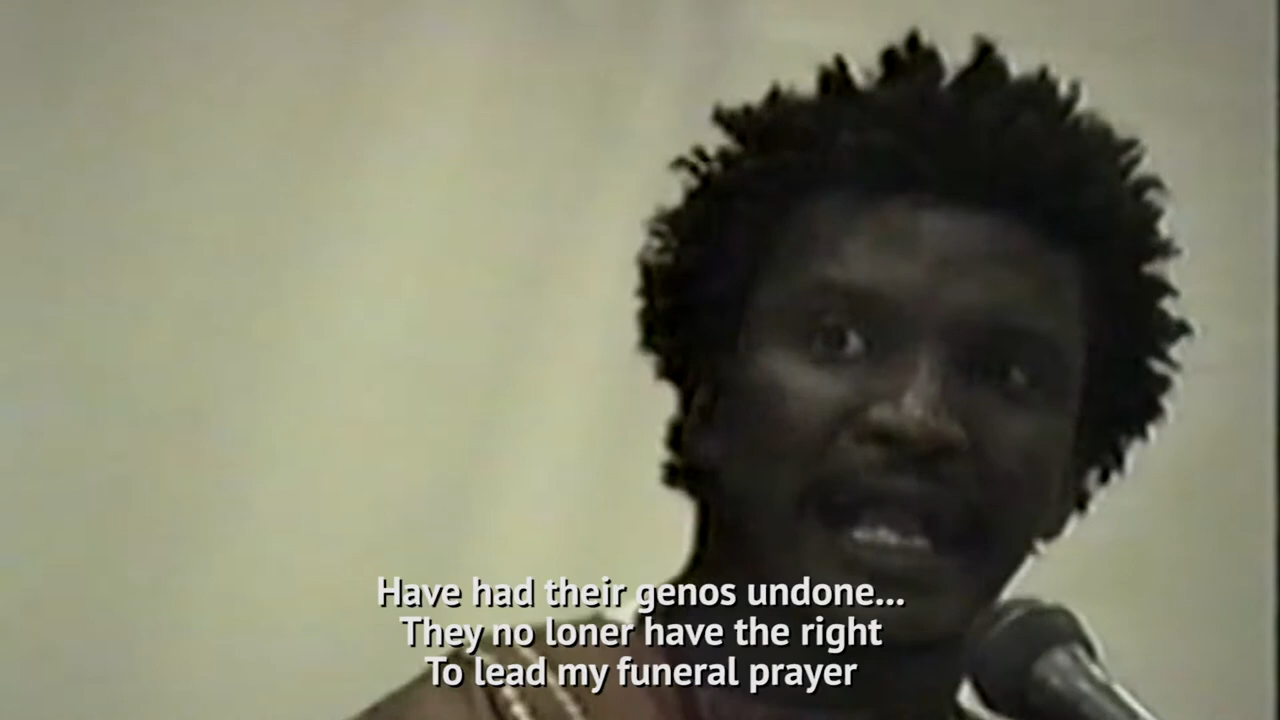 Have had their genos undone...
They no loner have the right
To lead my funeral prayer